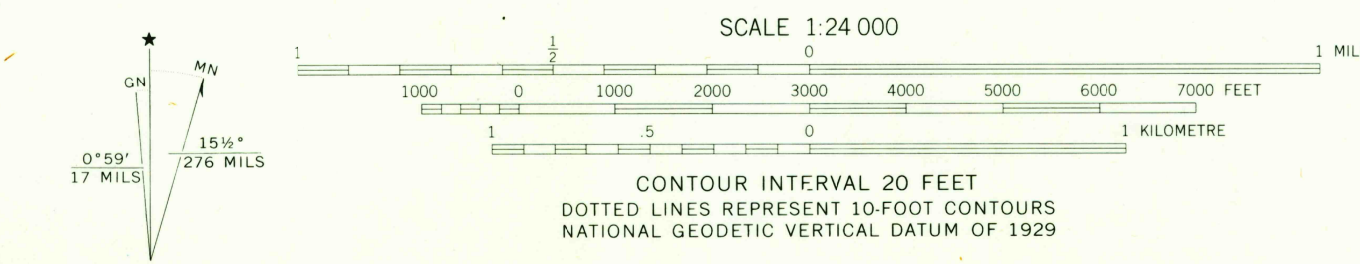 ★
GN
MN
0°59′
17 MILS
15½°
276 MILS
SCALE 1:24 000
1 ½ 0 1 MIL
1000 0 1000 2000 3000 4000 5000 6000 7000 FEET
1 .5 0 1 KILOMETRE
CONTOUR INTERVAL 20 FEET
DOTTED LINES REPRESENT 10-FOOT CONTOURS
NATIONAL GEODETIC VERTICAL DATUM OF 1929